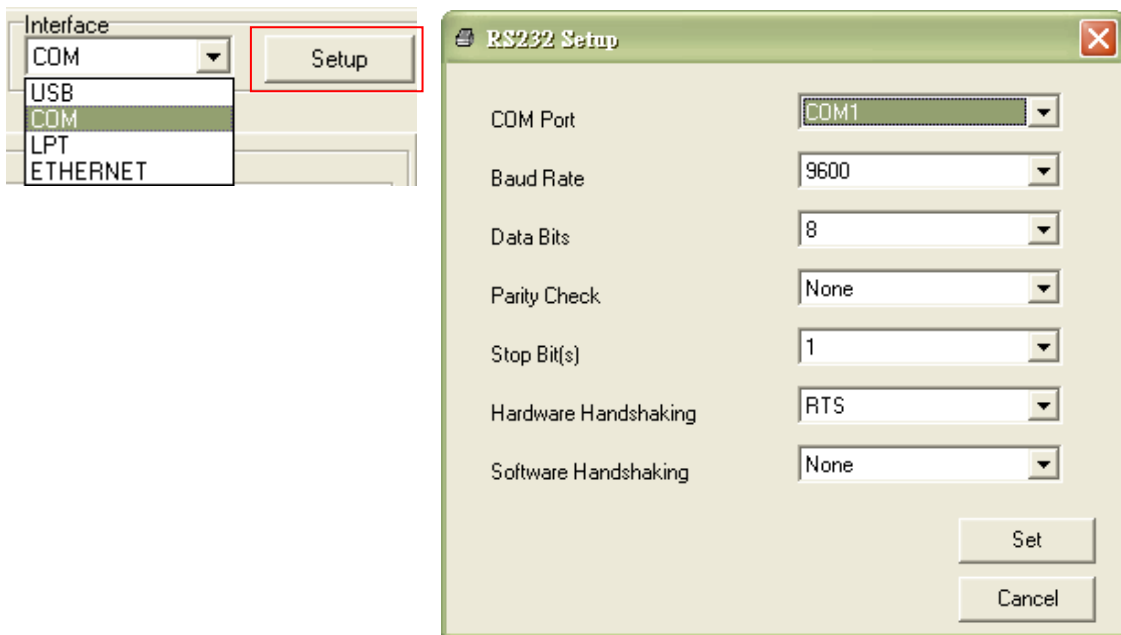 Interface
COM
Setup
USB
COM
LPT
ETHERNET
RS232 Setup
COM Port COM1
Baud Rate 9600
Data Bits 8
Parity Check None
Stop Bit(s) 1
Hardware Handshaking RTS
Software Handshaking None
Set
Cancel